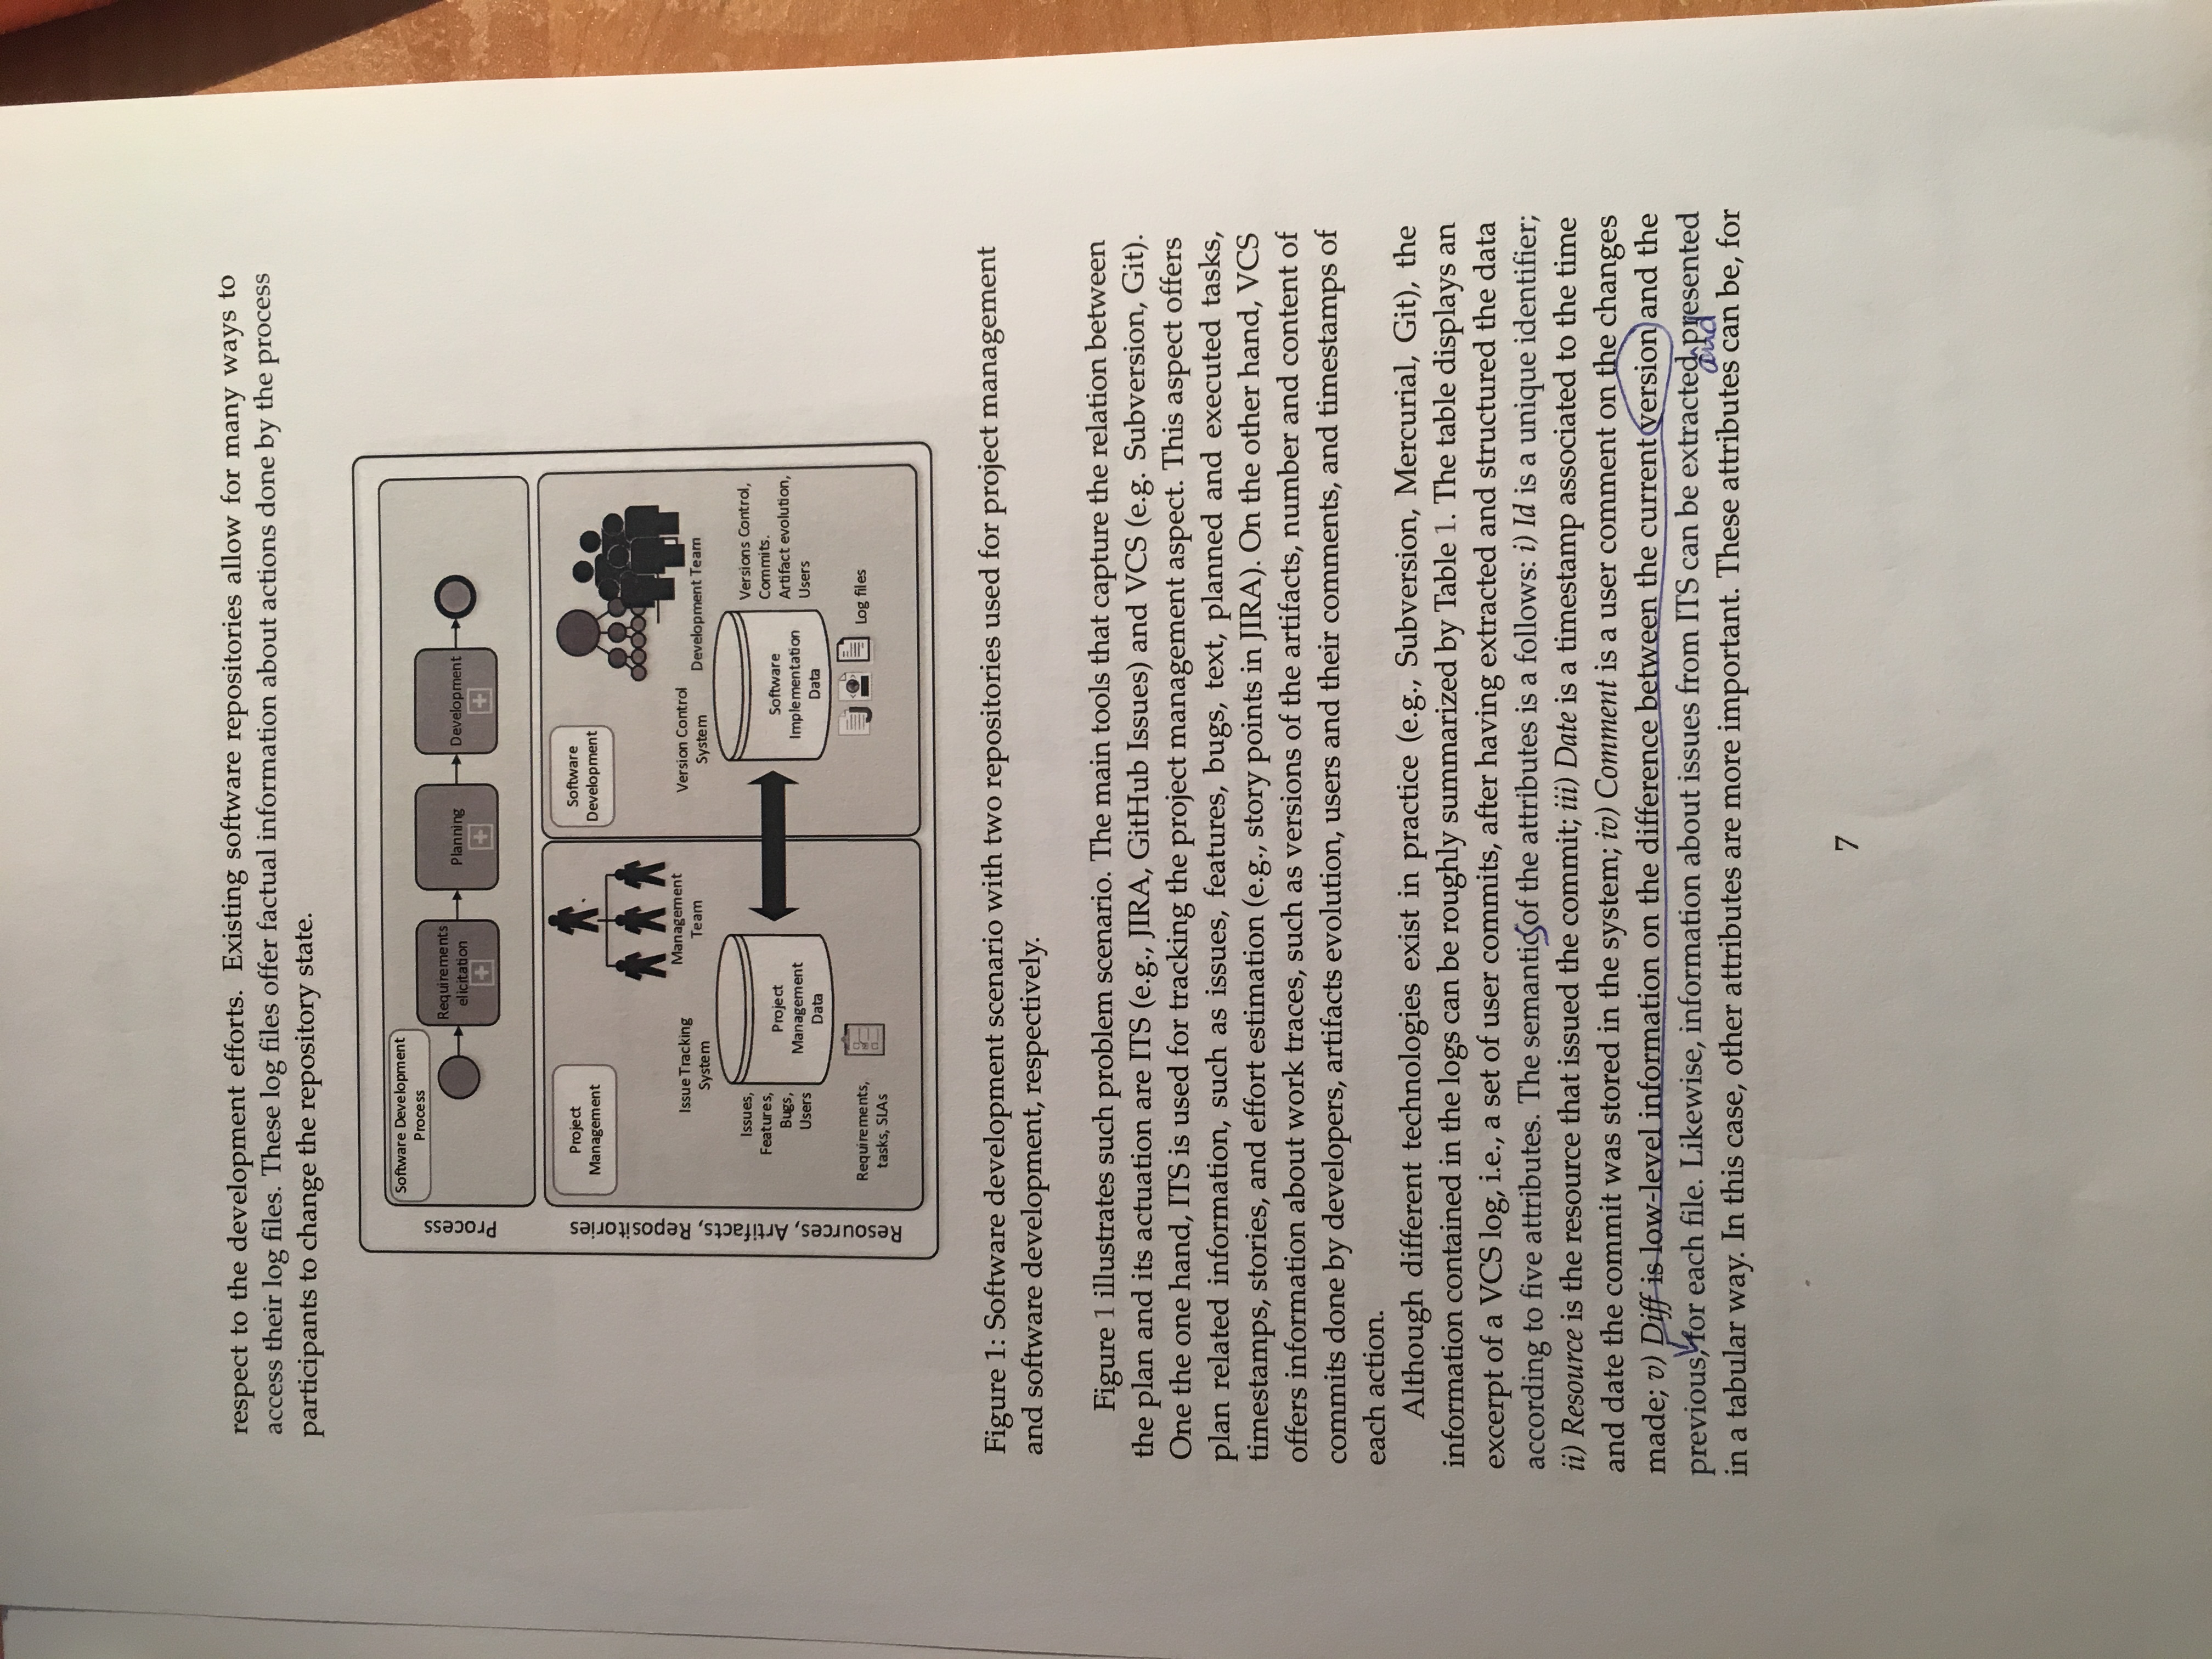 respect to the development efforts. Existing software repositories allow for many ways to
access their log files. These log files offer factual information about actions done by the process
participants to change the repository state.
Process
Software Development
Process
Requirements
elicitation
Planning
Development
Resources, Artifacts, Repositories
Project
Management
Management
Team
Issue Tracking
System
Issues,
Features,
Bugs,
Users
Project
Management
Data
Requirements,
tasks, SLAs
Software
Development
Version Control
System
Development Team
Software
Implementation
Data
Versions Control,
Commits.
Artifact evolution,
Users
Log files
Figure 1: Software development scenario with two repositories used for project management
and software development, respectively.
Figure 1 illustrates such problem scenario. The main tools that capture the relation between
the plan and its actuation are ITS (e.g., JIRA, GitHub Issues) and VCS (e.g. Subversion, Git).
One the one hand, ITS is used for tracking the project management aspect. This aspect offers
plan related information, such as issues, features, bugs, text, planned and executed tasks,
timestamps, stories, and effort estimation (e.g., story points in JIRA). On the other hand, VCS
offers information about work traces, such as versions of the artifacts, number and content of
commits done by developers, artifacts evolution, users and their comments, and timestamps of
each action.
Although different technologies exist in practice (e.g., Subversion, Mercurial, Git), the
information contained in the logs can be roughly summarized by Table 1. The table displays an
excerpt of a VCS log, i.e., a set of user commits, after having extracted and structured the data
according to five attributes. The semantics of the attributes is a follows: i) Id is a unique identifier;
ii) Resource is the resource that issued the commit; iii) Date is a timestamp associated to the time
and date the commit was stored in the system; iv) Comment is a user comment on the changes
made; v) Diff is low-level information on the difference between the current version and the
previous, for each file. Likewise, information about issues from ITS can be extracted presented
and
in a tabular way. In this case, other attributes are more important. These attributes can be, for
7